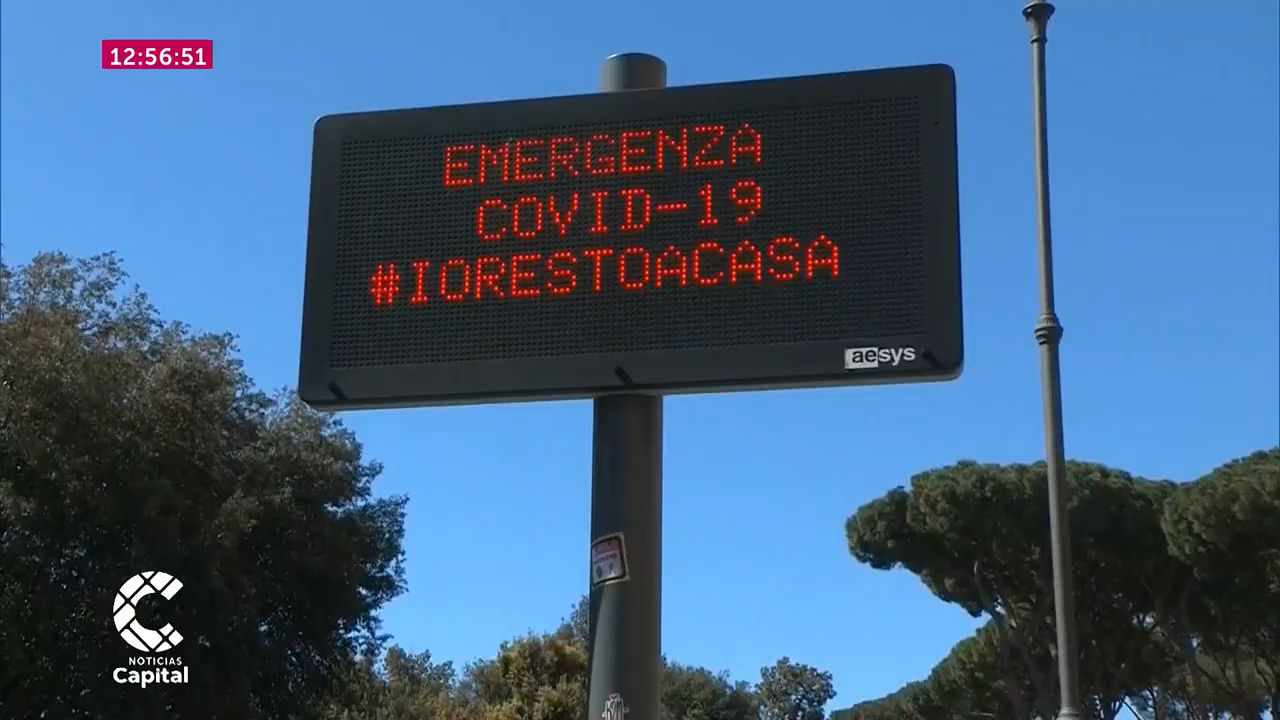 12:56:51
EMERGENZA
COVID-19
#IORESTOACASA
aesys
NOTICIAS
Capital